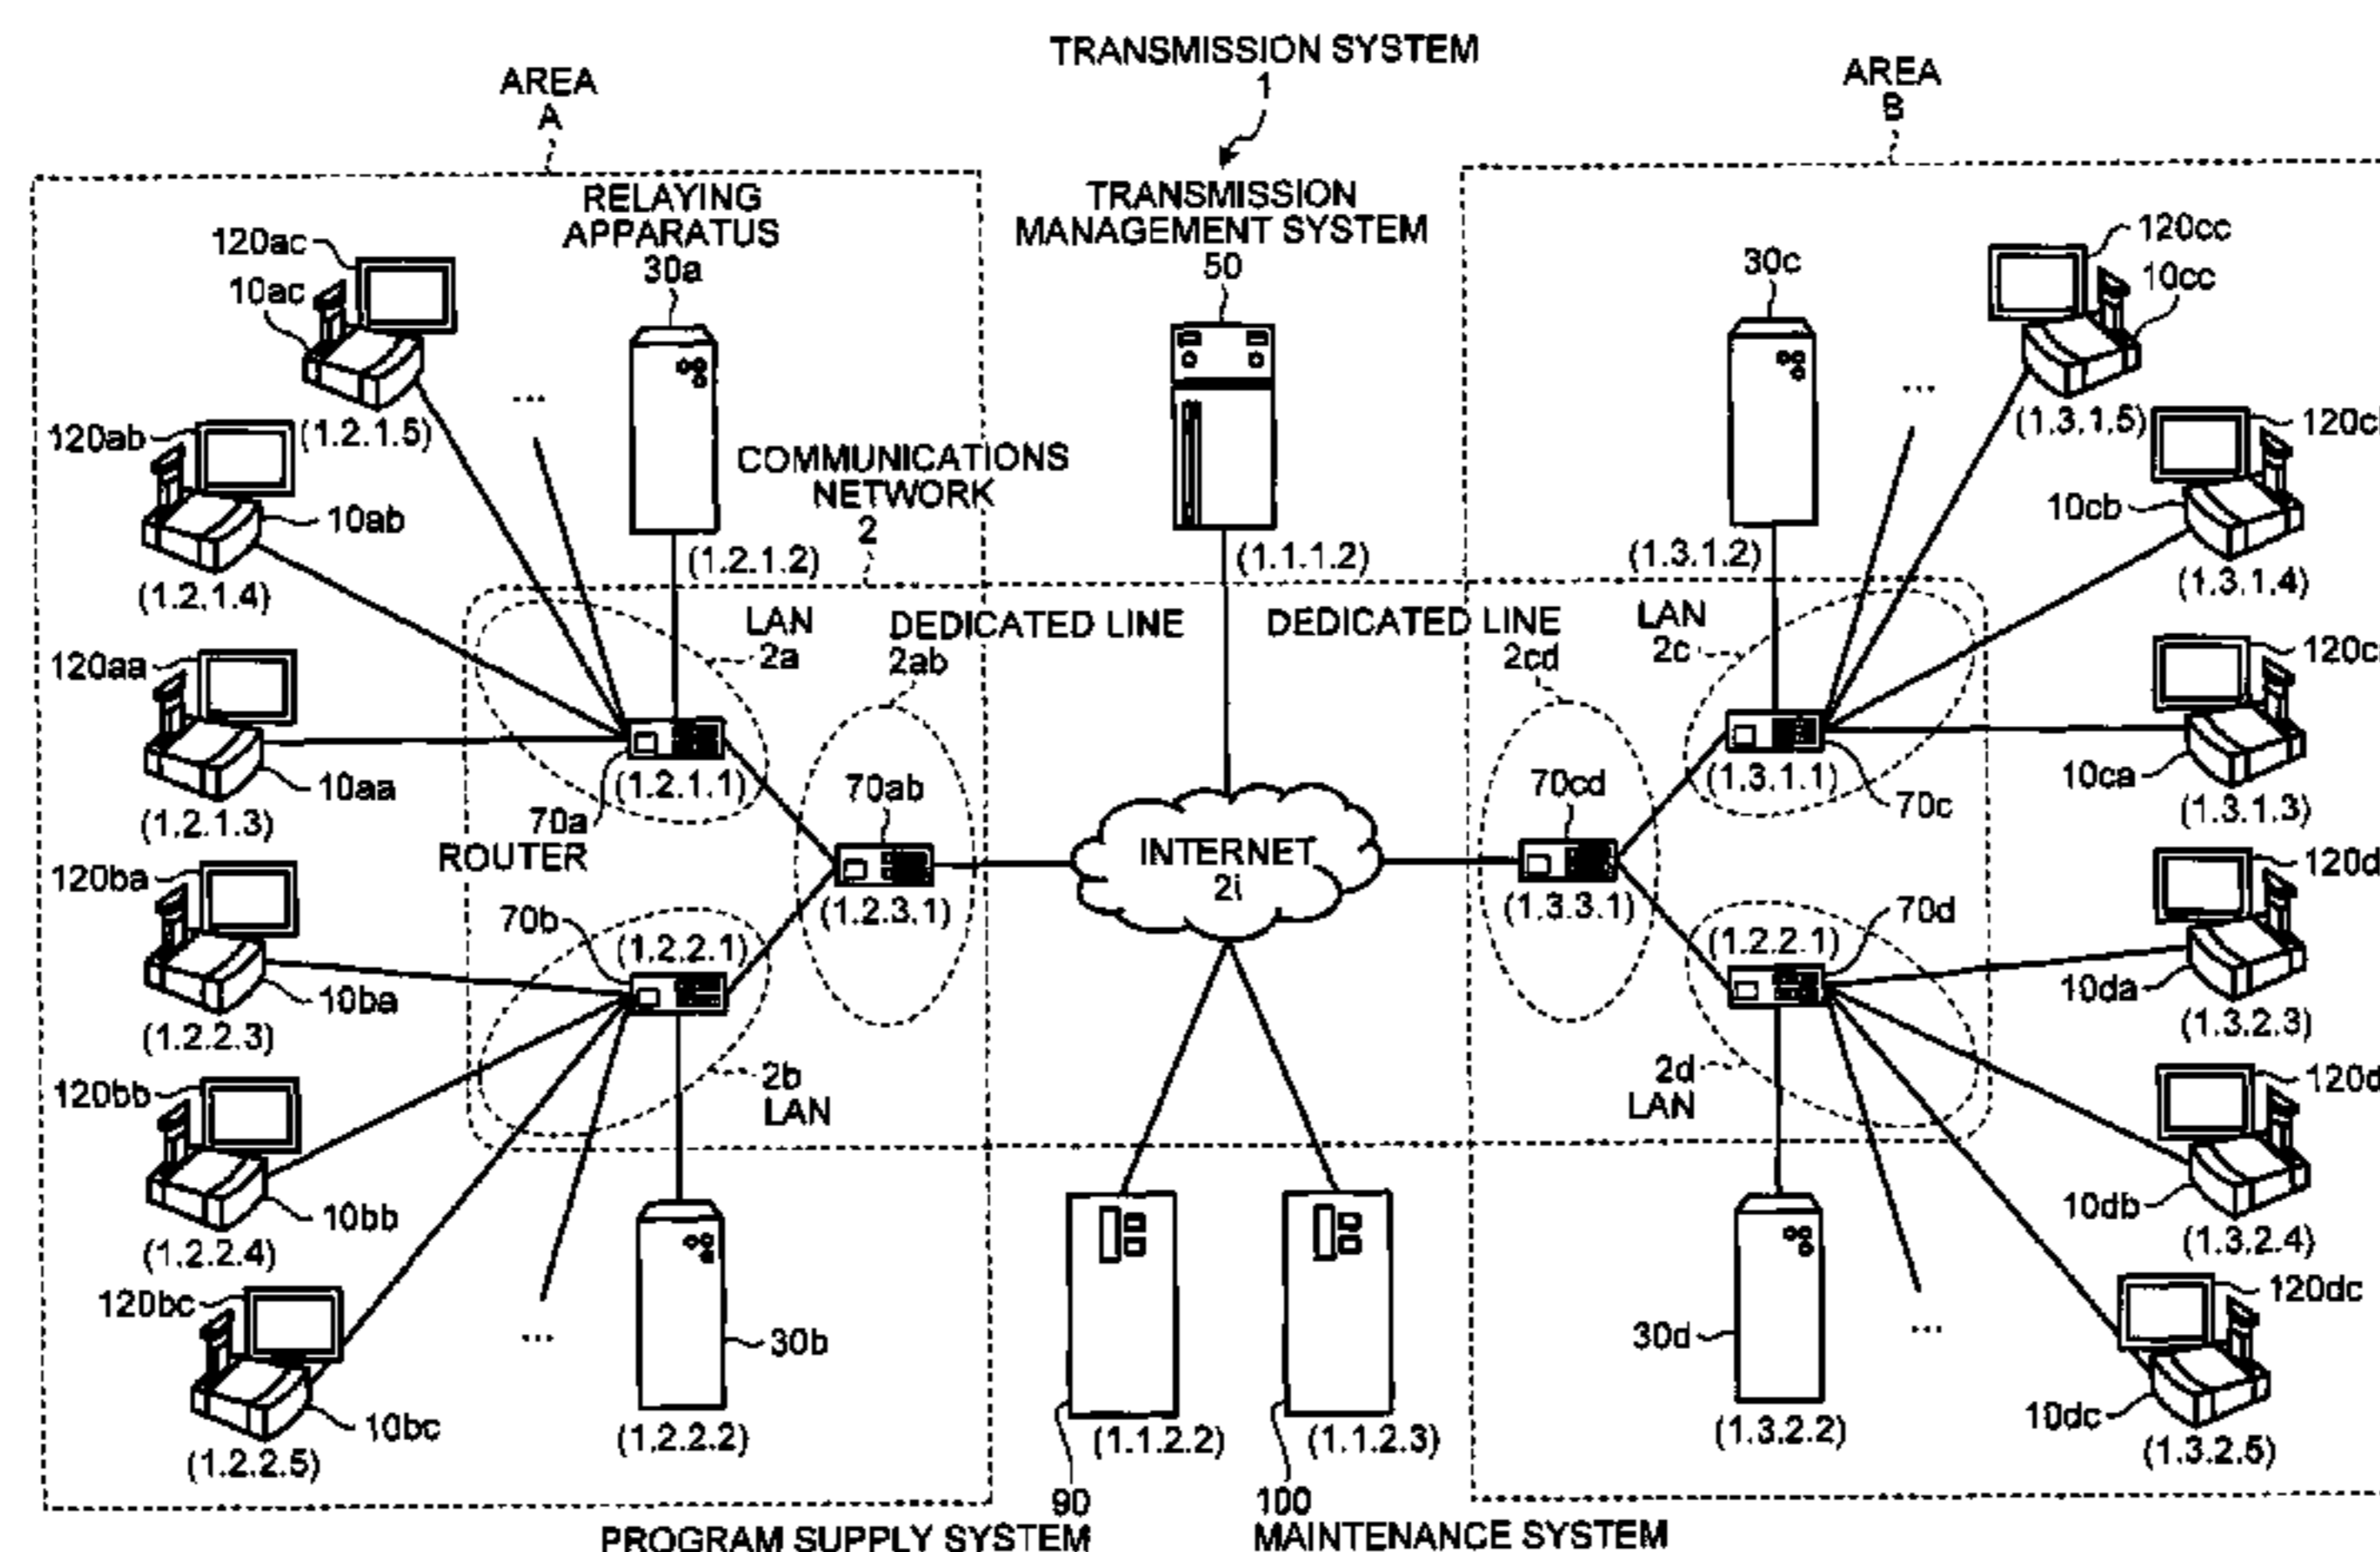 TRANSMISSION SYSTEM
1
AREA
A
AREA
B
RELAYING
APPARATUS
30a
TRANSMISSION
MANAGEMENT SYSTEM
50
30c
120ac
10ac
(1.2.1.5)
...
120cc
10cc
(1.3.1.5)
...
120ab
10ab
(1.2.1.4)
COMMUNICATIONS
NETWORK
2
(1.2.1.2)
(1.1.1.2)
(1.3.1.2)
10cb
(1.3.1.4)
LAN
2a
DEDICATED LINE
2ab
DEDICATED LINE
2cd
LAN
2c
120aa
10aa
(1.2.1.3)
70a
ROUTER
(1.2.1.1)
70ab
(1.2.3.1)
INTERNET
2i
70cd
(1.3.3.1)
(1.3.1.1)
70c
10ca
(1.3.1.3)
120ba
10ba
(1.2.2.3)
70b
(1.2.2.1)
(1.2.2.1)
70d
10da
(1.3.2.3)
2b
LAN
2d
LAN
120bb
10bb
(1.2.2.4)
10db
(1.3.2.4)
120bc
10bc
(1.2.2.5)
...
30b
(1.2.2.2)
(1.1.2.2)
(1.1.2.3)
30d
(1.3.2.2)
...
120dc
10dc
(1.3.2.5)
90
PROGRAM SUPPLY SYSTEM
100
MAINTENANCE SYSTEM